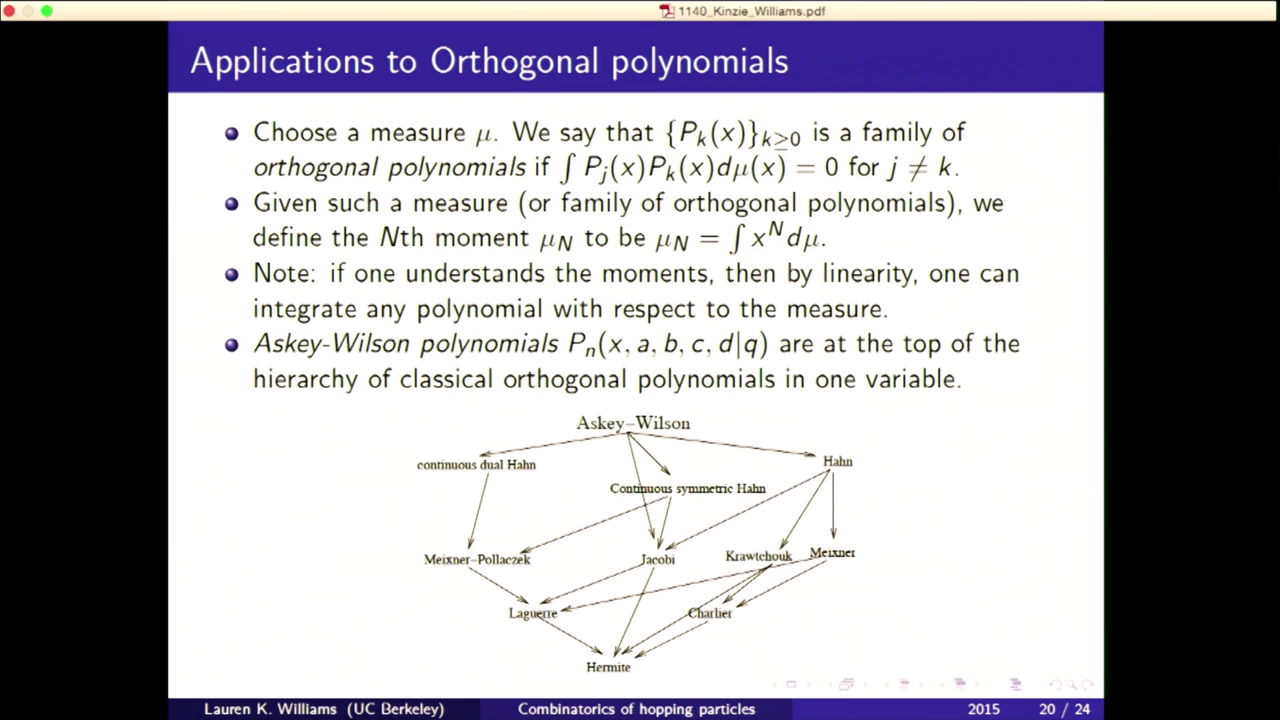 1140_Kinzie_Williams.pdf
Applications to Orthogonal polynomials
Choose a measure μ. We say that {P_k(x)}_{k≥0} is a family of
orthogonal polynomials if ∫ P_j(x)P_k(x)dμ(x) = 0 for j ≠ k.
Given such a measure (or family of orthogonal polynomials), we
define the Nth moment μ_N to be μ_N = ∫ x^N dμ.
Note: if one understands the moments, then by linearity, one can
integrate any polynomial with respect to the measure.
Askey-Wilson polynomials P_n(x, a, b, c, d|q) are at the top of the
hierarchy of classical orthogonal polynomials in one variable.
Askey–Wilson
continuous dual Hahn
Hahn
Continuous symmetric Hahn
Meixner–Pollaczek
Jacobi
Krawtchouk
Meixner
Laguerre
Charlier
Hermite
Lauren K. Williams (UC Berkeley) Combinatorics of hopping particles 2015 20 / 24